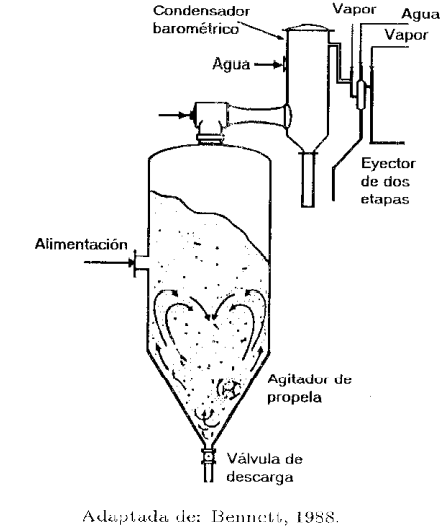 Condensador
barométrico
Vapor
Agua
Vapor
Agua
Eyector
de dos
etapas
Alimentación
Agitador de
propela
Válvula de
descarga
Adaptada de: Bennett, 1988.